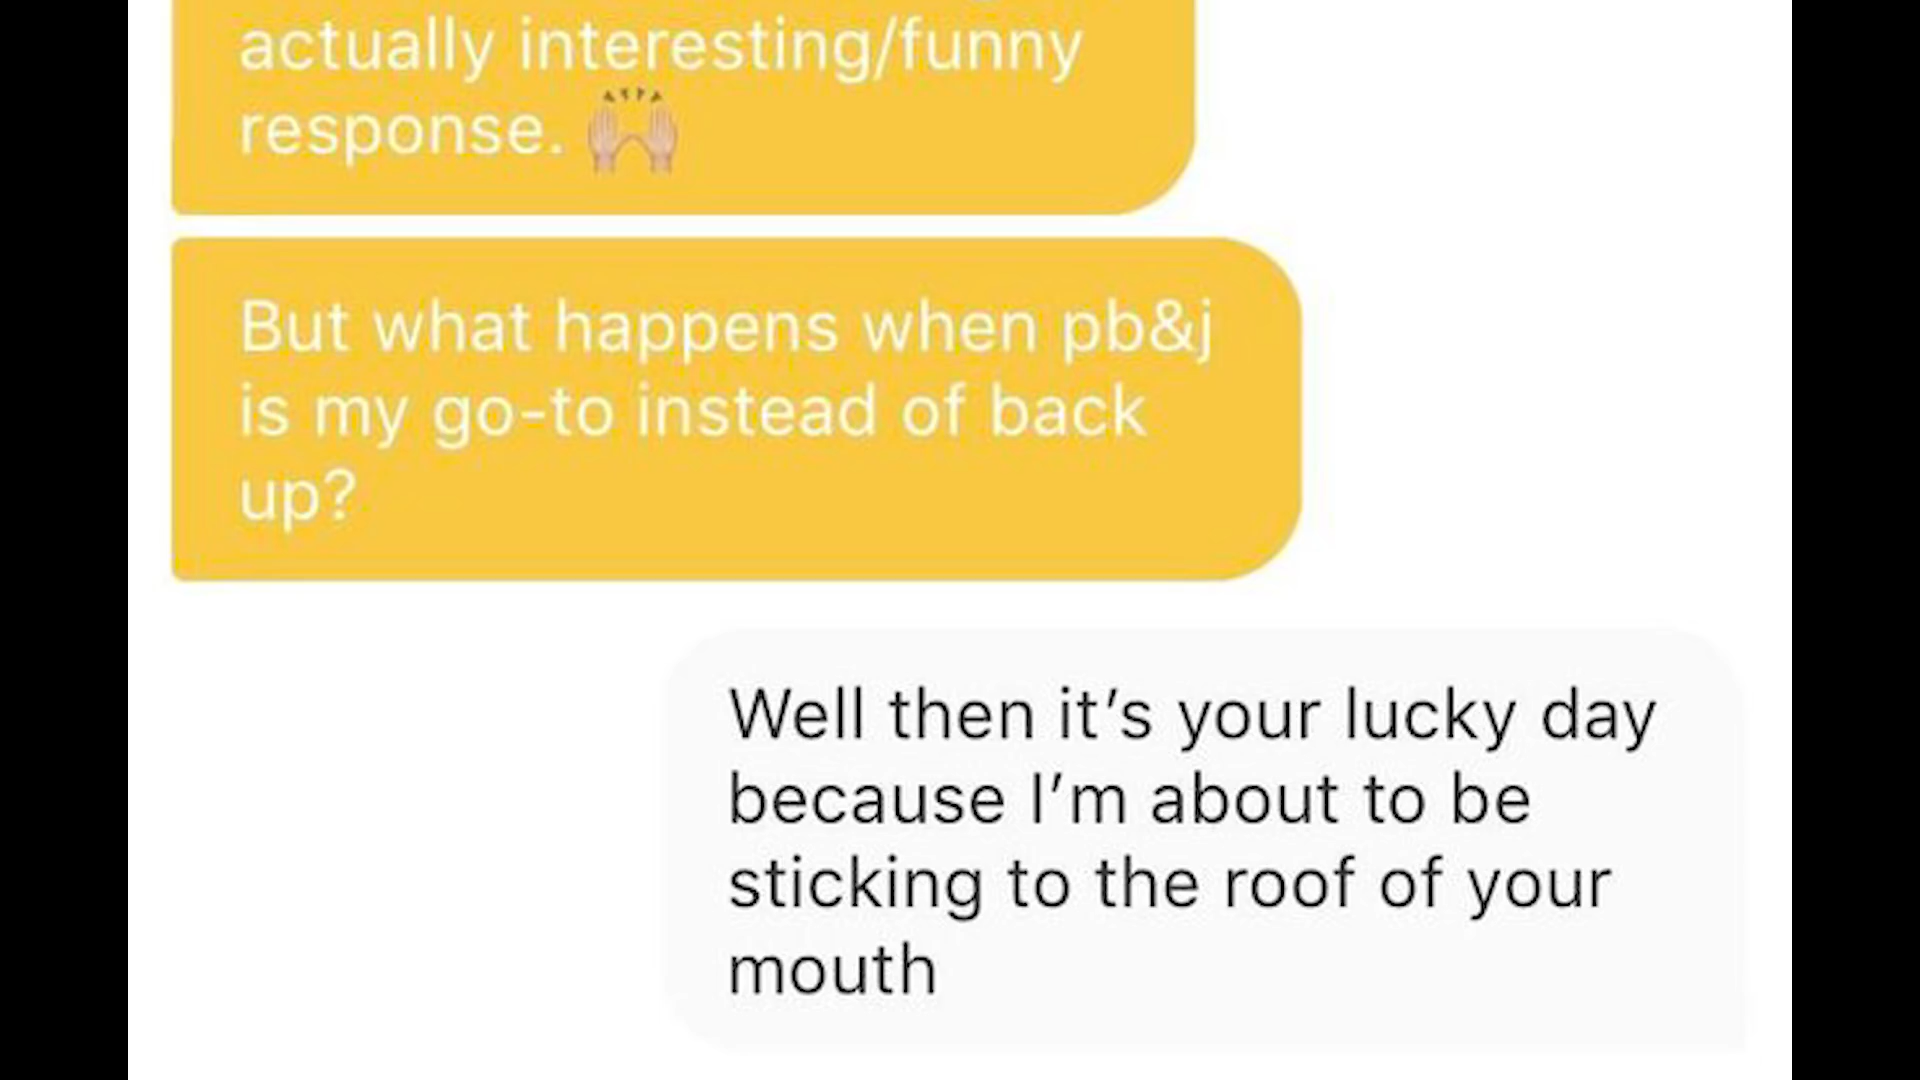 actually interesting/funny
response. 🙌🏼
But what happens when pb&j
is my go-to instead of back
up?
Well then it’s your lucky day
because I’m about to be
sticking to the roof of your
mouth